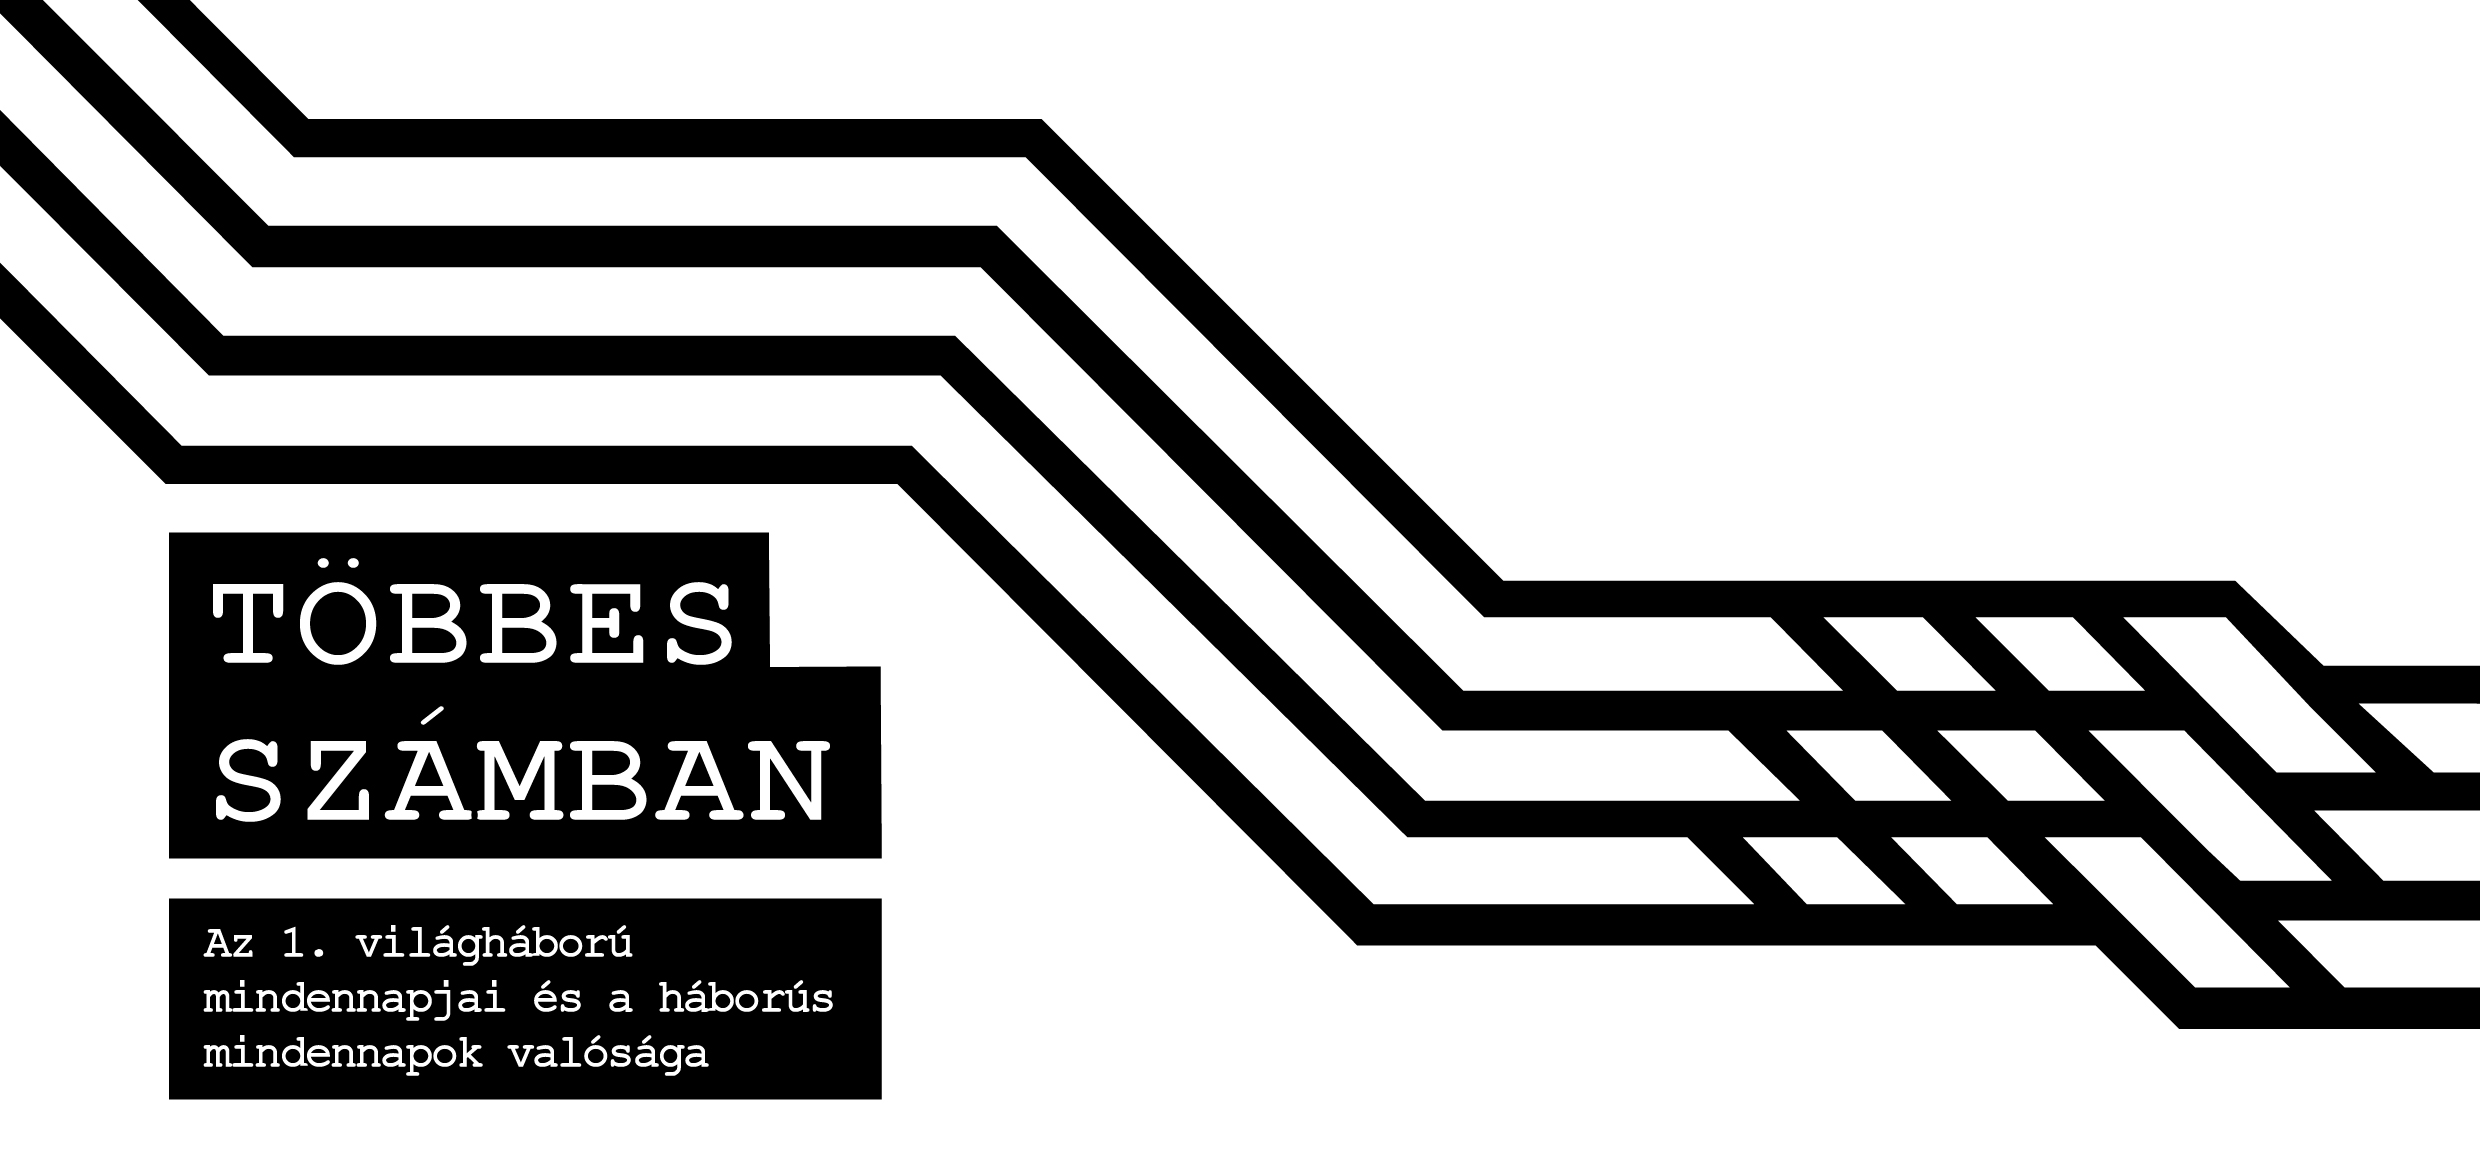 TÖBBES
SZÁMBAN
Az 1. világháború
mindennapjai és a háborús
mindennapok valósága